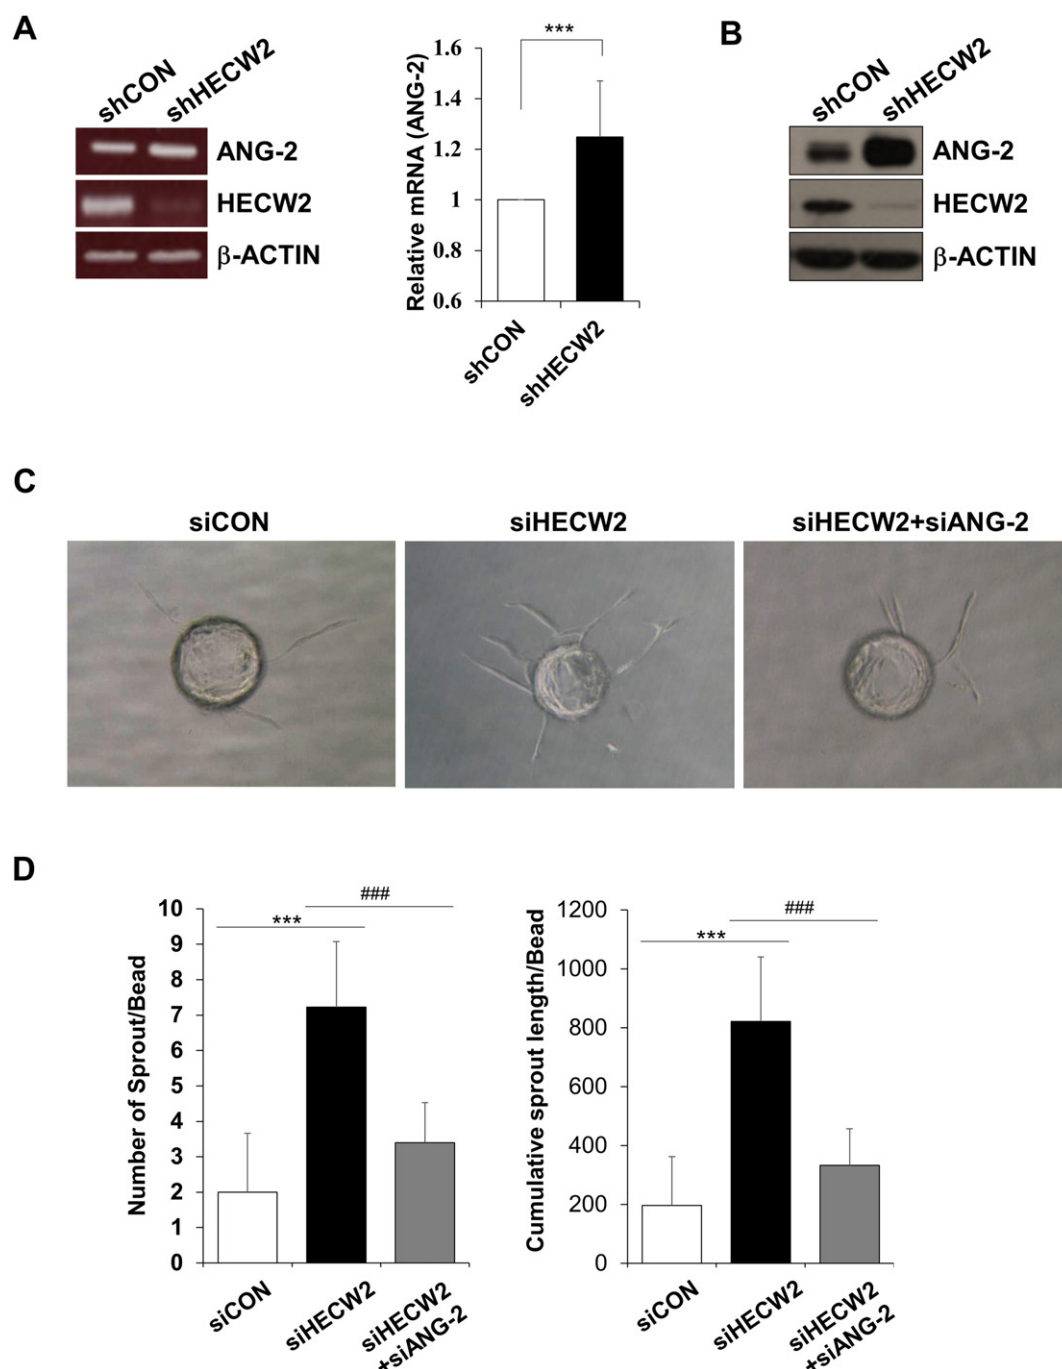 A
shCON
shHECW2
ANG-2
HECW2
β-ACTIN
Relative mRNA (ANG-2)
***
1.6
1.4
1.2
1
0.8
0.6
shCON
shHECW2
B
shCON
shHECW2
ANG-2
HECW2
β-ACTIN
C
siCON
siHECW2
siHECW2+siANG-2
D
Number of Sprout/Bead
###
***
10
9
8
7
6
5
4
3
2
1
0
siCON
siHECW2
siHECW2
+siANG-2
Cumulative sprout length/Bead
###
***
1200
1000
800
600
400
200
0
siCON
siHECW2
siHECW2
+siANG-2